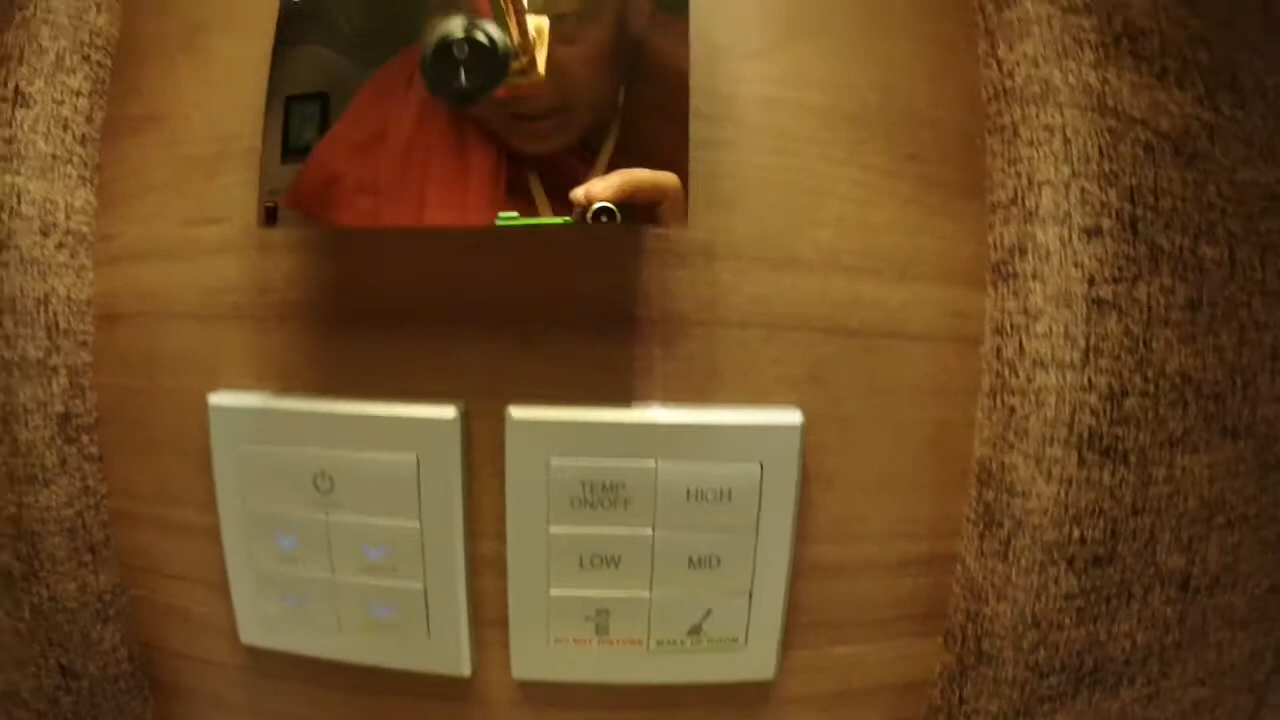 TEMP
ON/OFF
HIGH
LOW
MID
DO NOT DISTURB
MAKE UP ROOM